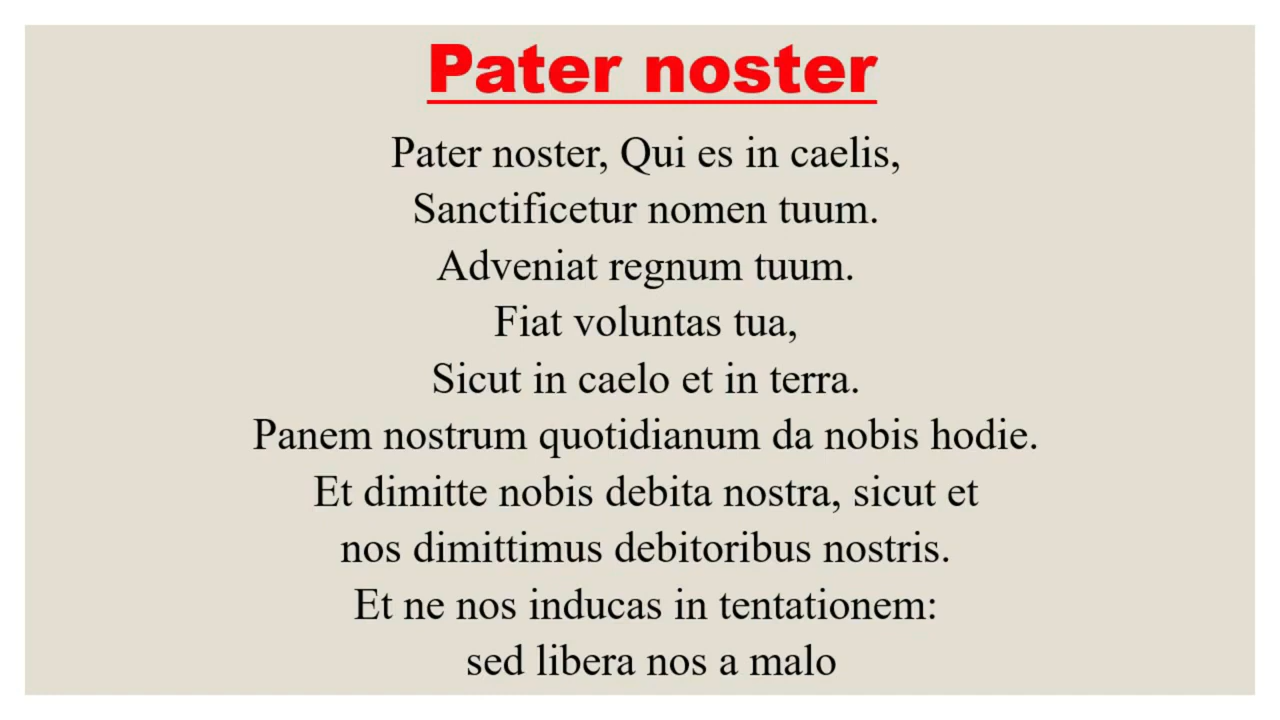 Pater noster
Pater noster, Qui es in caelis,
Sanctificetur nomen tuum.
Adveniat regnum tuum.
Fiat voluntas tua,
Sicut in caelo et in terra.
Panem nostrum quotidianum da nobis hodie.
Et dimitte nobis debita nostra, sicut et
nos dimittimus debitoribus nostris.
Et ne nos inducas in tentationem:
sed libera nos a malo